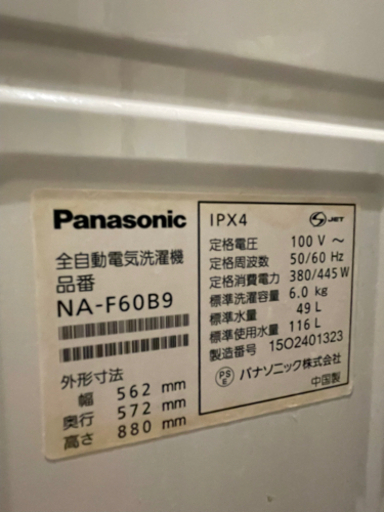 Panasonic
全自動電気洗濯機
品番
NA-F60B9
外形寸法
幅 562 mm
奥行 572 mm
高さ 880 mm
IPX4
S JET
定格電圧 100 V ～
定格周波数 50/60 Hz
定格消費電力 380/445 W
標準洗濯容量 6.0 kg
標準水量 49 L
標準使用水量 116 L
製造番号 1502401323
PS E パナソニック株式会社
中国製